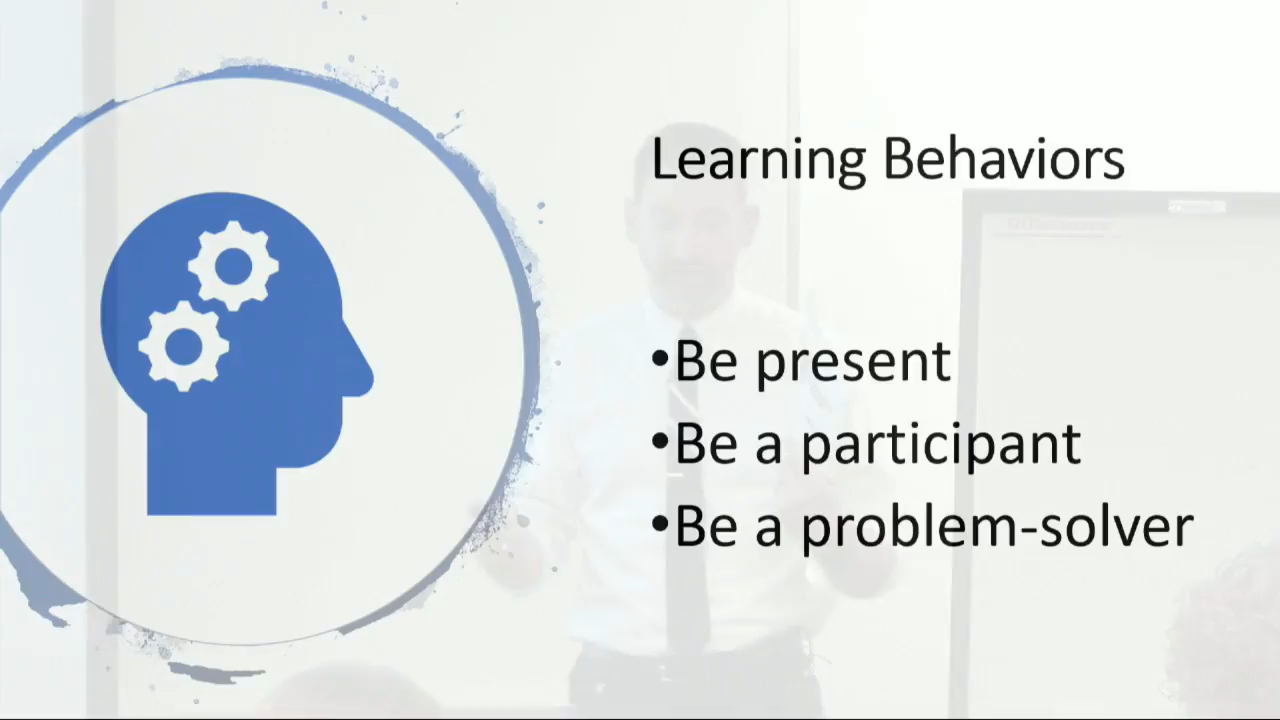 Learning Behaviors
•Be present
•Be a participant
•Be a problem-solver